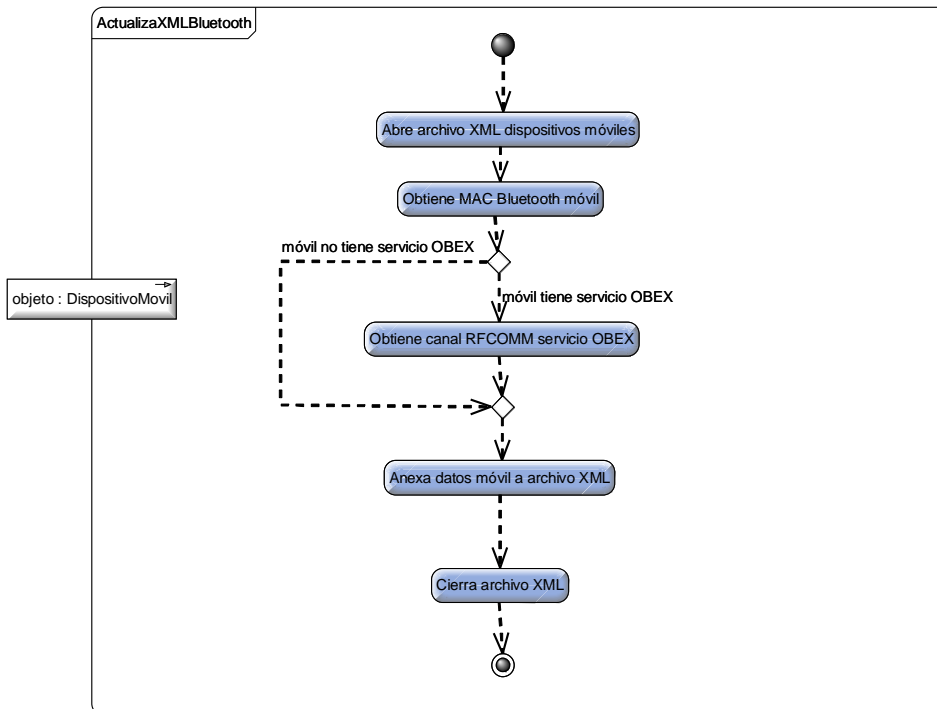 ActualizaXMLBluetooth
Abre archivo XML dispositivos móviles
Obtiene MAC Bluetooth móvil
móvil no tiene servicio OBEX
móvil tiene servicio OBEX
objeto : DispositivoMovil
Obtiene canal RFCOMM servicio OBEX
Anexa datos móvil a archivo XML
Cierra archivo XML